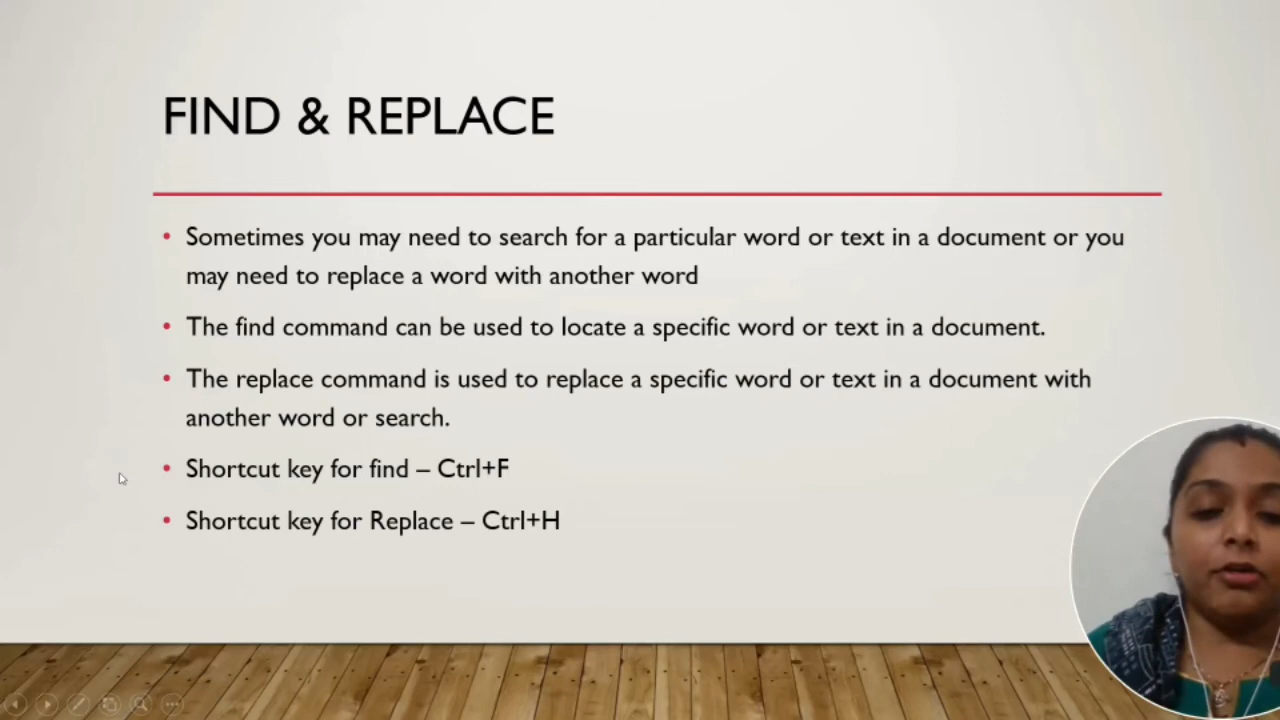 FIND & REPLACE
• Sometimes you may need to search for a particular word or text in a document or you
may need to replace a word with another word
• The find command can be used to locate a specific word or text in a document.
• The replace command is used to replace a specific word or text in a document with
another word or search.
• Shortcut key for find – Ctrl+F
• Shortcut key for Replace – Ctrl+H